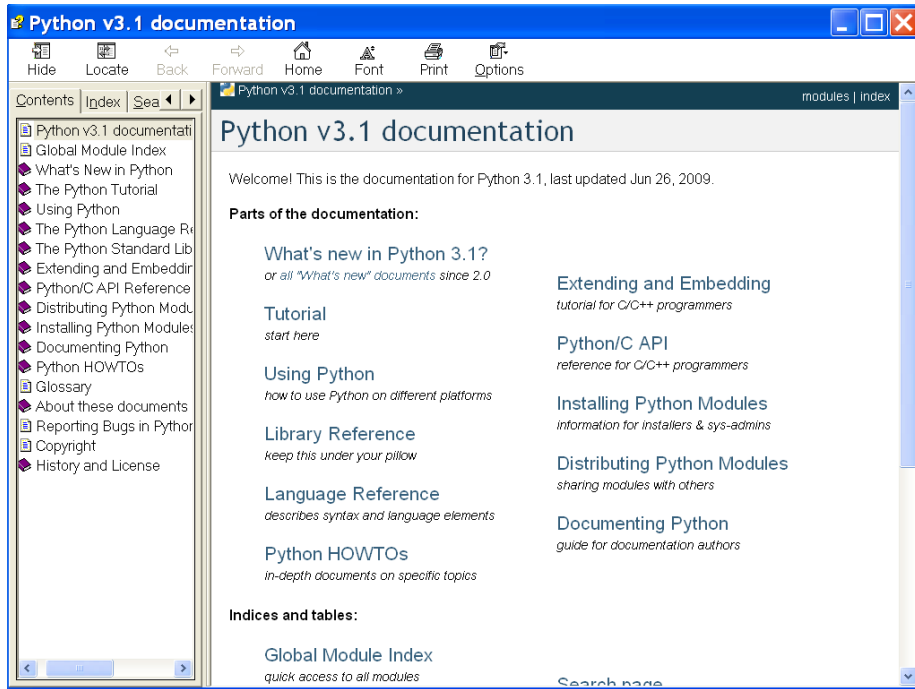 Python v3.1 documentation
Hide Locate Back Forward Home Font Print Options
Contents Index Sea
Python v3.1 documentati
Global Module Index
What's New in Python
The Python Tutorial
Using Python
The Python Language Re
The Python Standard Lib
Extending and Embeddin
Python/C API Reference
Distributing Python Modu
Installing Python Modules
Documenting Python
Python HOWTOs
Glossary
About these documents
Reporting Bugs in Python
Copyright
History and License
Python v3.1 documentation »
modules | index
Python v3.1 documentation
Welcome! This is the documentation for Python 3.1, last updated Jun 26, 2009.
Parts of the documentation:
What's new in Python 3.1?
or all "What's new" documents since 2.0
Tutorial
start here
Using Python
how to use Python on different platforms
Library Reference
keep this under your pillow
Language Reference
describes syntax and language elements
Python HOWTOs
in-depth documents on specific topics
Extending and Embedding
tutorial for C/C++ programmers
Python/C API
reference for C/C++ programmers
Installing Python Modules
information for installers & sys-admins
Distributing Python Modules
sharing modules with others
Documenting Python
guide for documentation authors
Indices and tables:
Global Module Index
quick access to all modules
Search page